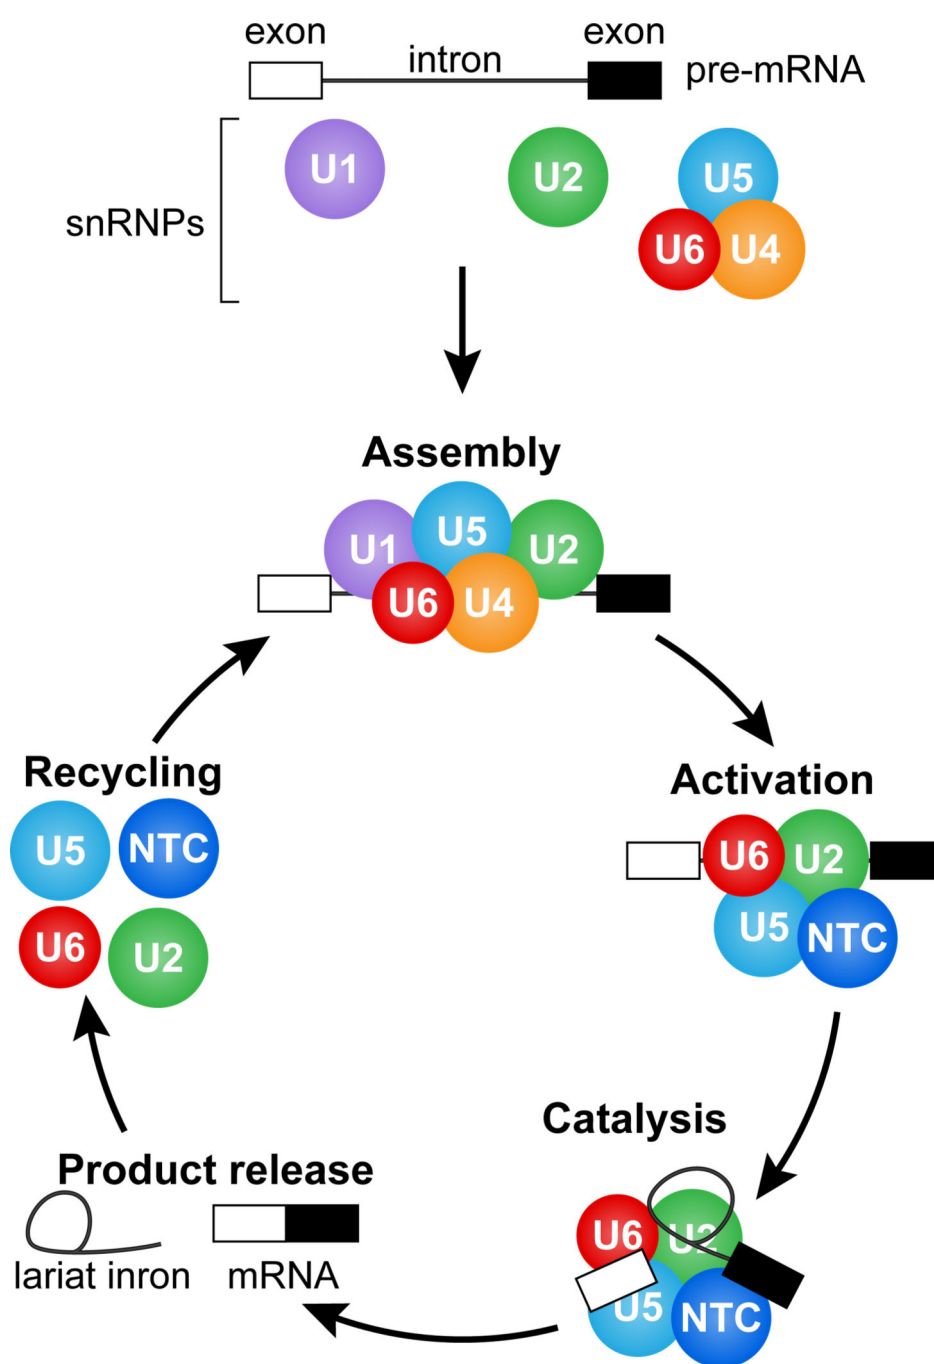 exon
intron
exon
pre-mRNA
snRNPs
U1
U2
U5
U6
U4
Assembly
U1
U5
U2
U6
U4
Activation
U6
U2
U5
NTC
Catalysis
U6
U2
U5
NTC
Product release
lariat inron
mRNA
Recycling
U5
NTC
U6
U2